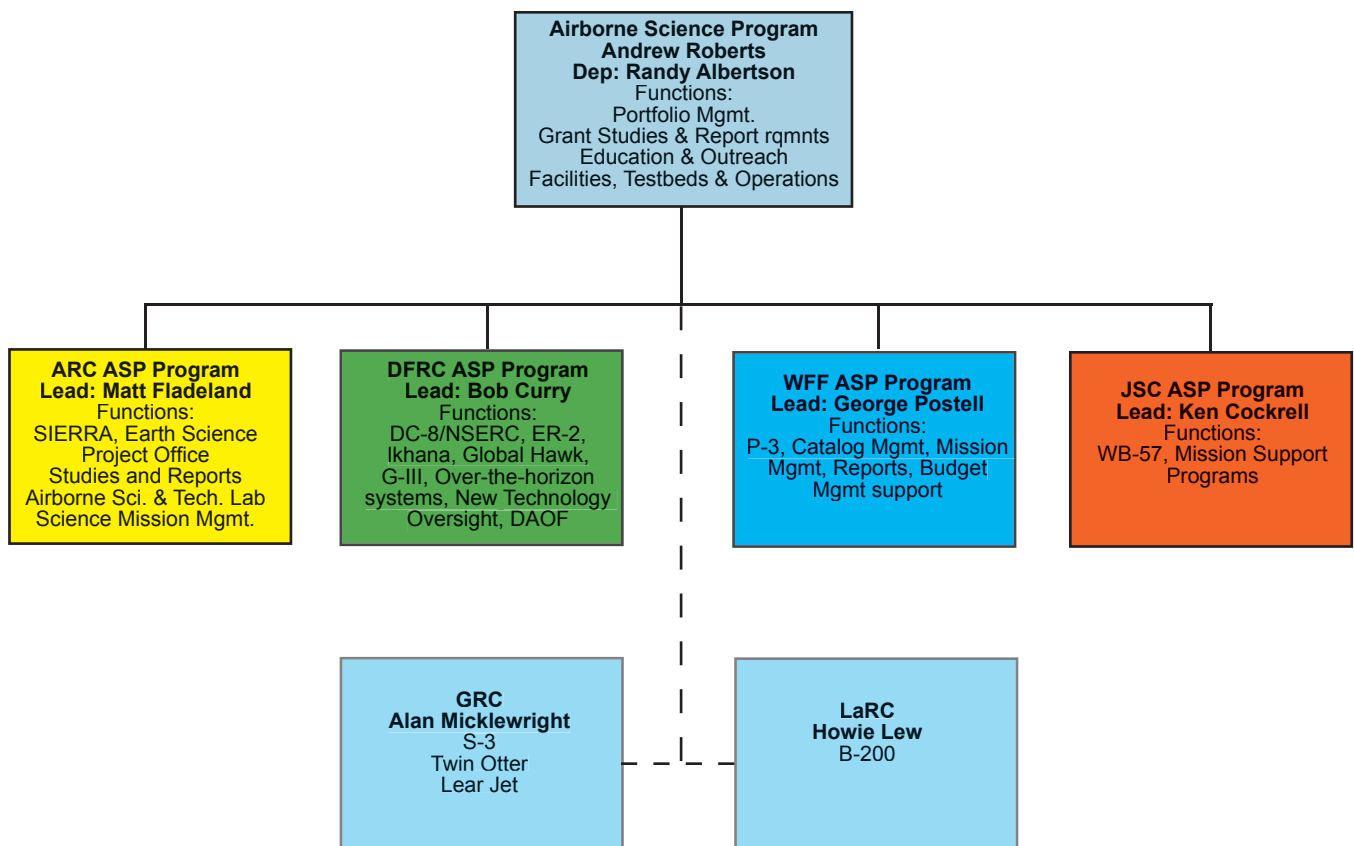 Airborne Science Program
Andrew Roberts
Dep: Randy Albertson
Functions:
Portfolio Mgmt.
Grant Studies & Report rqmnts
Education & Outreach
Facilities, Testbeds & Operations
ARC ASP Program
Lead: Matt Fladeland
Functions:
SIERRA, Earth Science
Project Office
Studies and Reports
Airborne Sci. & Tech. Lab
Science Mission Mgmt.
DFRC ASP Program
Lead: Bob Curry
Functions:
DC-8/NSERC, ER-2,
Ikhana, Global Hawk,
G-III, Over-the-horizon
systems, New Technology
Oversight, DAOF
WFF ASP Program
Lead: George Postell
Functions:
P-3, Catalog Mgmt, Mission
Mgmt, Reports, Budget
Mgmt support
JSC ASP Program
Lead: Ken Cockrell
Functions:
WB-57, Mission Support
Programs
GRC
Alan Micklewright
S-3
Twin Otter
Lear Jet
LaRC
Howie Lew
B-200